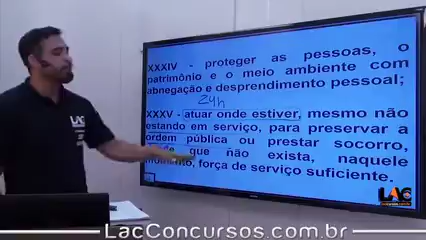 XXXIV - proteger as pessoas, o
patrimônio e o meio ambiente com
abnegação e desprendimento pessoal;
24h
XXXV - atuar onde estiver, mesmo não
estando em serviço, para preservar a
ordem pública ou prestar socorro,
que não exista, naquele
momento, força de serviço suficiente.
LAC
LAC
LacConcursos.com.br